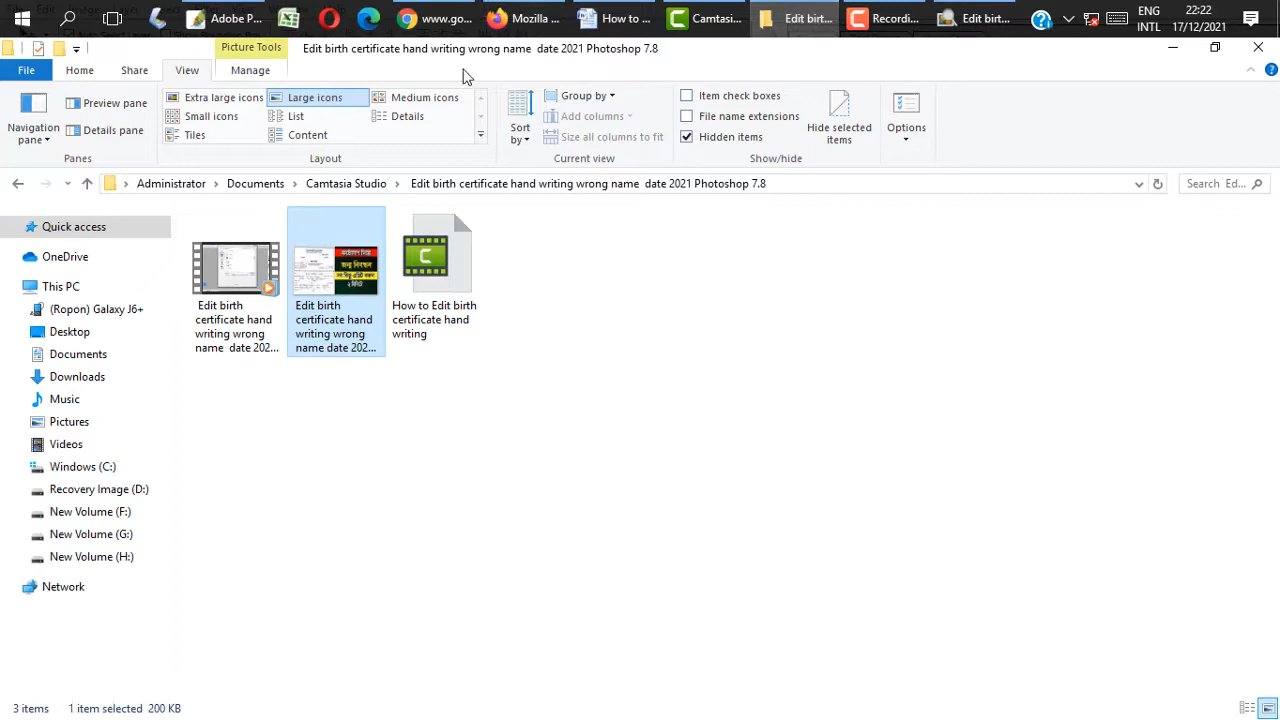 Adobe P...
www.go...
Mozilla ...
How to ...
Camtasi...
Edit birt...
Recordi...
Edit birt...
ENG
INTL
22:22
17/12/2021
Picture Tools
Edit birth certificate hand writing wrong name  date 2021 Photoshop 7.8
File
Home
Share
View
Manage
Navigation pane
Preview pane
Details pane
Panes
Extra large icons
Large icons
Medium icons
Small icons
List
Details
Tiles
Content
Layout
Sort by
Group by
Add columns
Size all columns to fit
Current view
Item check boxes
File name extensions
Hidden items
Hide selected items
Show/hide
Options
Administrator
Documents
Camtasia Studio
Edit birth certificate hand writing wrong name  date 2021 Photoshop 7.8
Search Ed...
Quick access
OneDrive
This PC
(Ropon) Galaxy J6+
Desktop
Documents
Downloads
Music
Pictures
Videos
Windows (C:)
Recovery Image (D:)
New Volume (F:)
New Volume (G:)
New Volume (H:)
Network
Edit birth
certificate hand
writing wrong
name  date 202...
Edit birth
certificate hand
writing wrong
name date 202...
How to Edit birth
certificate hand
writing
3 items
1 item selected  200 KB